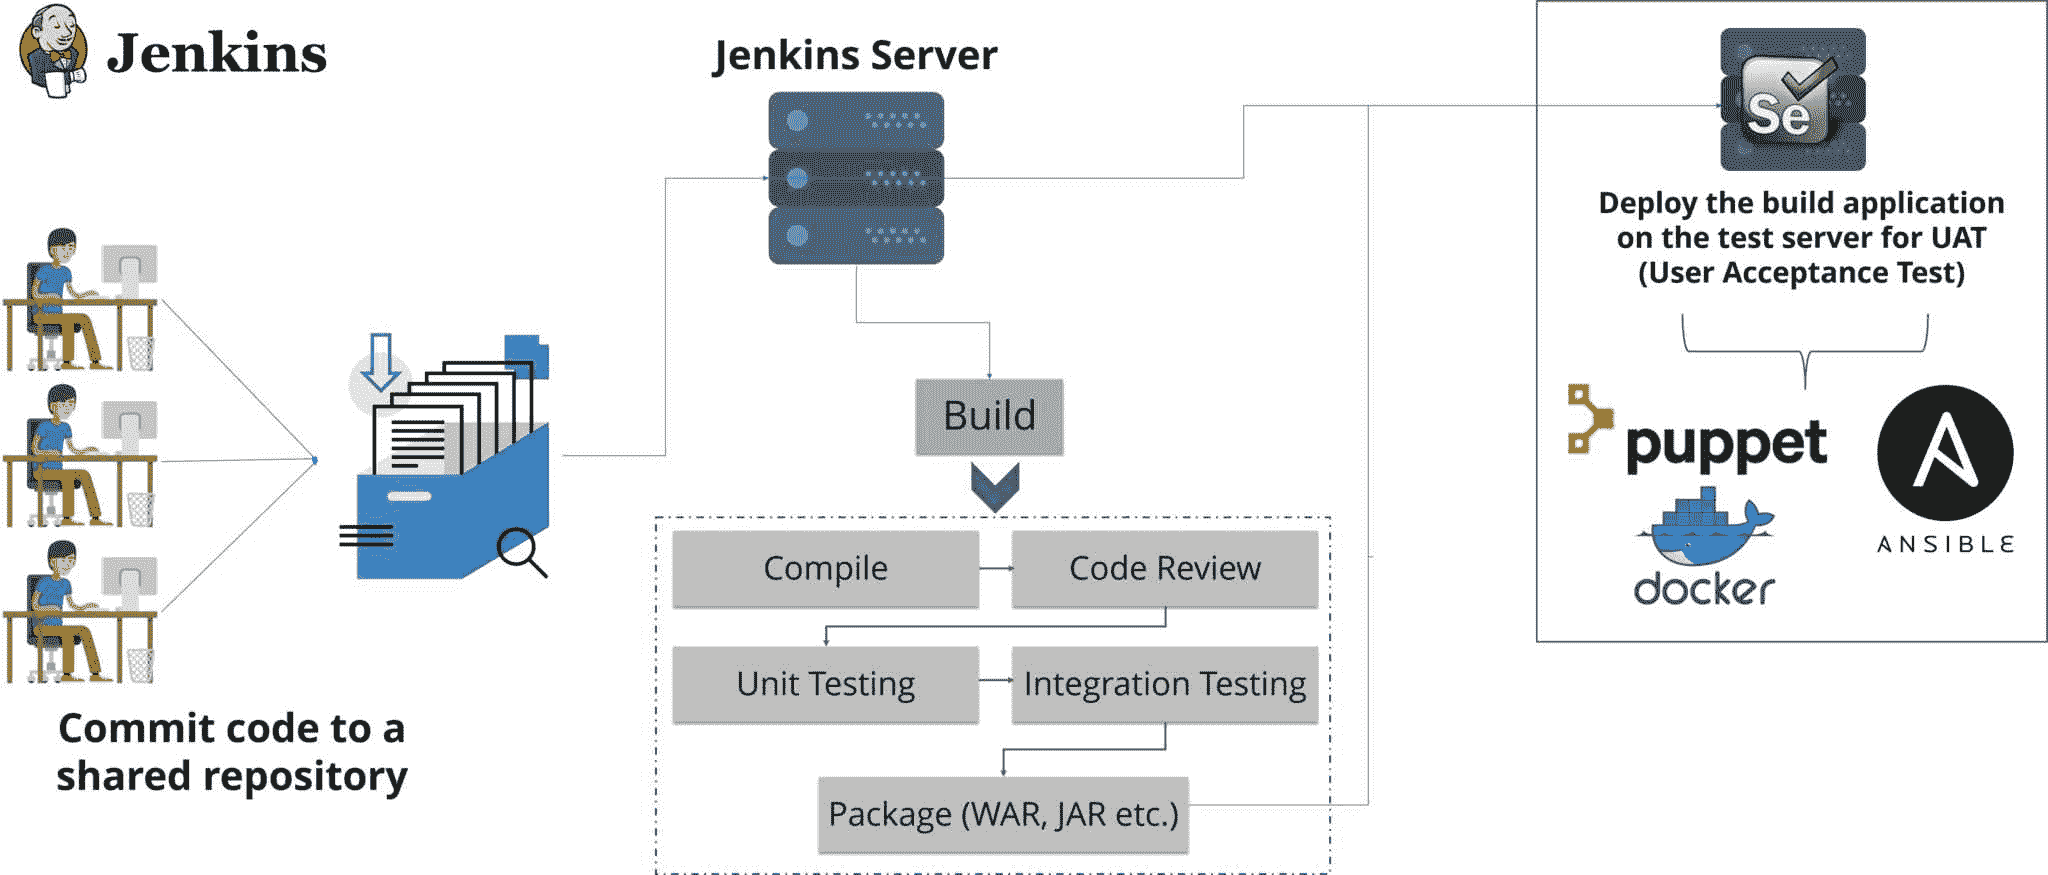 Jenkins
Jenkins Server
Se
Deploy the build application
on the test server for UAT
(User Acceptance Test)
puppet
docker
ANSIBLE
Build
Compile
Code Review
Unit Testing
Integration Testing
Package (WAR, JAR etc.)
Commit code to a
shared repository